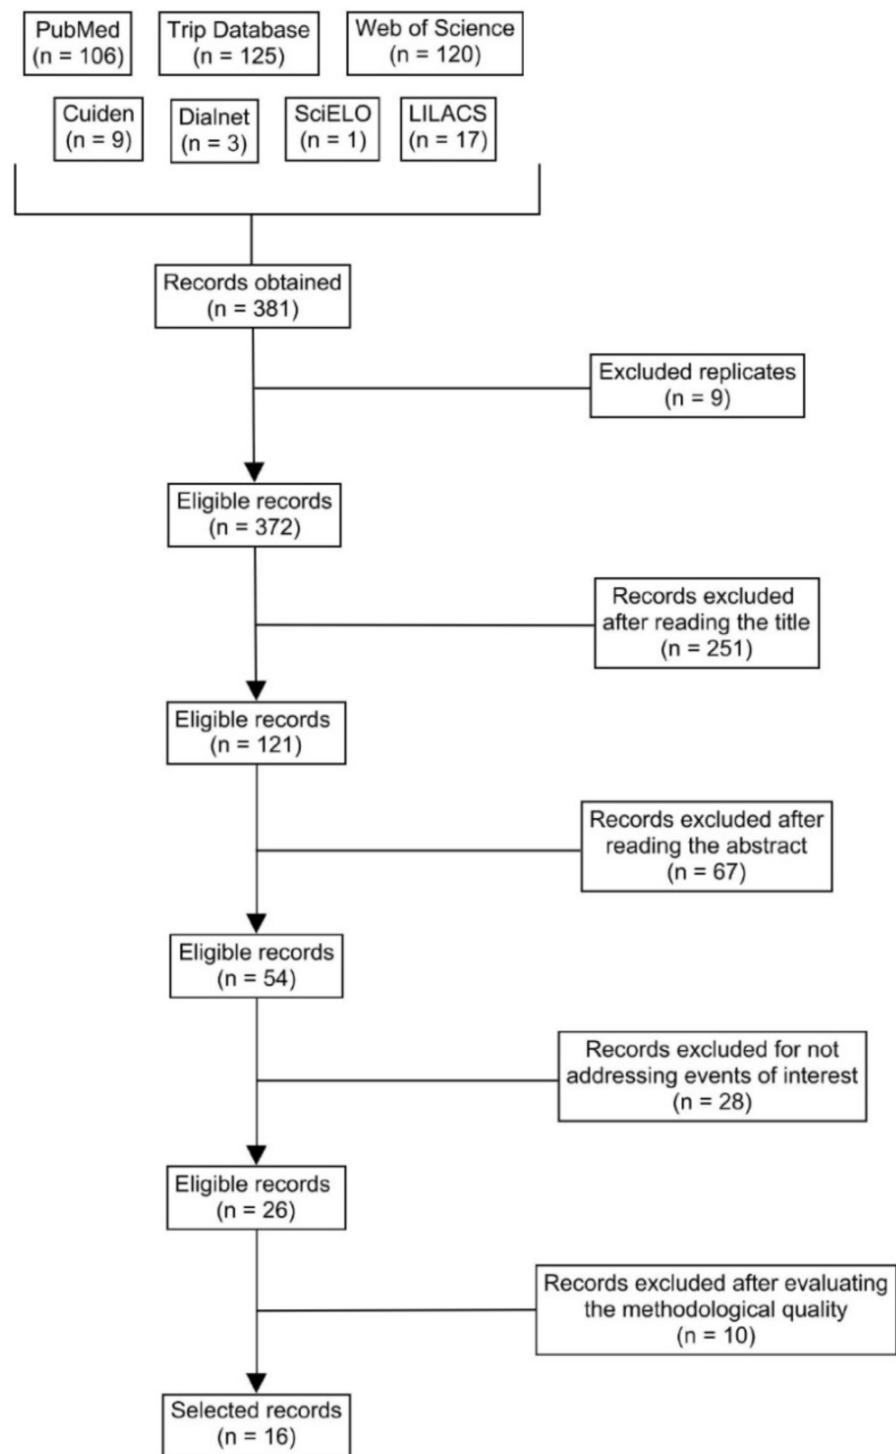 PubMed
(n = 106)
Trip Database
(n = 125)
Web of Science
(n = 120)
Cuiden
(n = 9)
Dialnet
(n = 3)
SciELO
(n = 1)
LILACS
(n = 17)
Records obtained
(n = 381)
Excluded replicates
(n = 9)
Eligible records
(n = 372)
Records excluded
after reading the title
(n = 251)
Eligible records
(n = 121)
Records excluded after
reading the abstract
(n = 67)
Eligible records
(n = 54)
Records excluded for not
addressing events of interest
(n = 28)
Eligible records
(n = 26)
Records excluded after evaluating
the methodological quality
(n = 10)
Selected records
(n = 16)